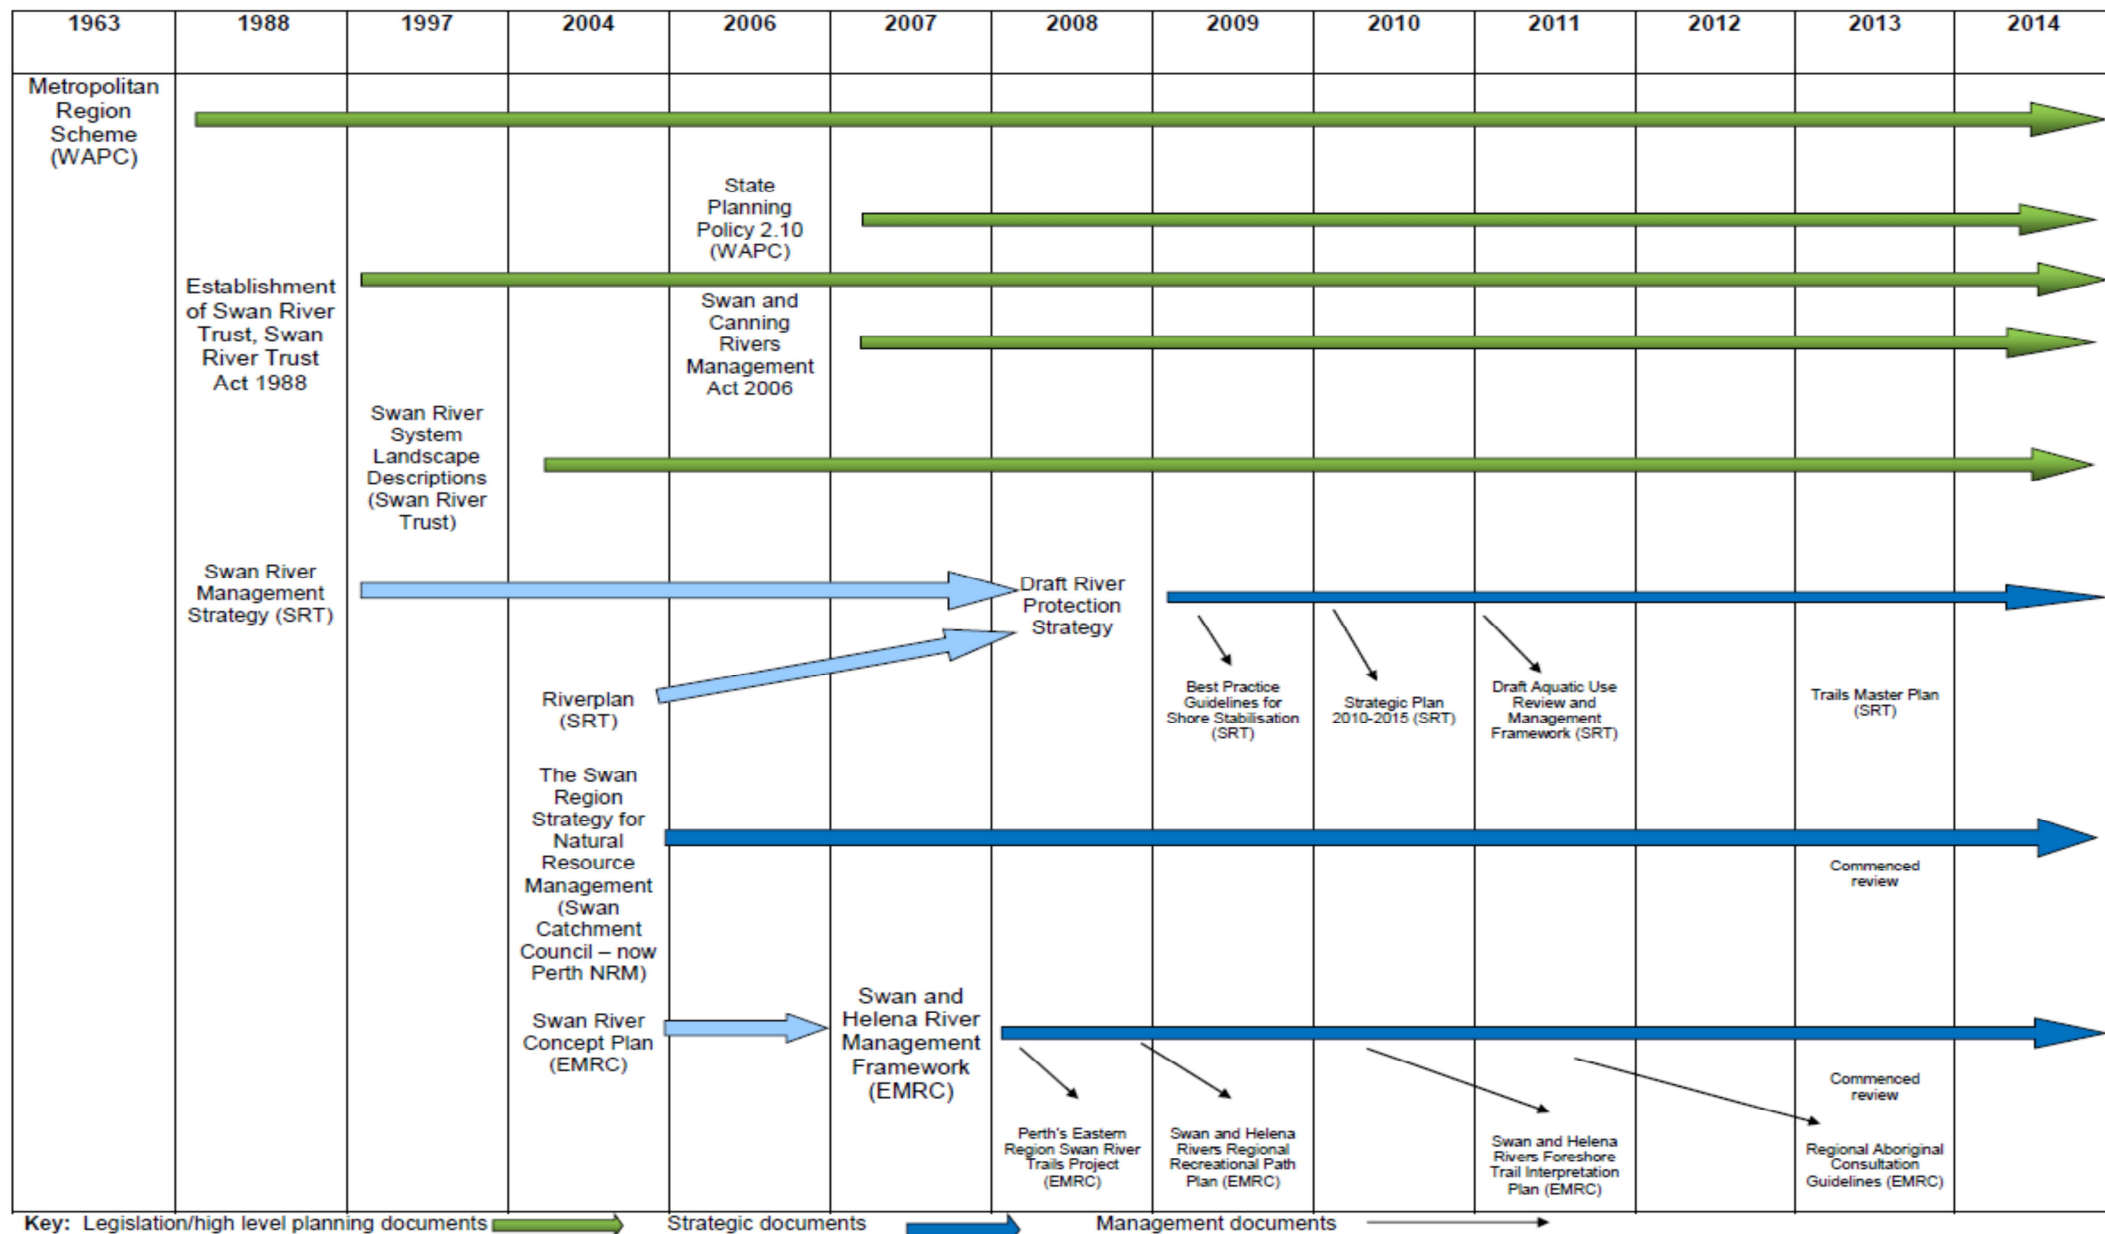 1963 1988 1997 2004 2006 2007 2008 2009 2010 2011 2012 2013 2014
Metropolitan
Region
Scheme
(WAPC)
State
Planning
Policy 2.10
(WAPC)
Establishment
of Swan River
Trust, Swan
River Trust
Act 1988
Swan and
Canning
Rivers
Management
Act 2006
Swan River
System
Landscape
Descriptions
(Swan River
Trust)
Swan River
Management
Strategy (SRT)
Draft River
Protection
Strategy
Riverplan
(SRT)
Best Practice
Guidelines for
Shore Stabilisation
(SRT)
Strategic Plan
2010-2015 (SRT)
Draft Aquatic Use
Review and
Management
Framework (SRT)
Trails Master Plan
(SRT)
The Swan
Region
Strategy for
Natural
Resource
Management
(Swan
Catchment
Council – now
Perth NRM)
Commenced
review
Swan River
Concept Plan
(EMRC)
Swan and
Helena River
Management
Framework
(EMRC)
Commenced
review
Perth's Eastern
Region Swan River
Trails Project
(EMRC)
Swan and Helena
Rivers Regional
Recreational Path
Plan (EMRC)
Swan and Helena
Rivers Foreshore
Trail Interpretation
Plan (EMRC)
Regional Aboriginal
Consultation
Guidelines (EMRC)
Key: Legislation/high level planning documents Strategic documents Management documents